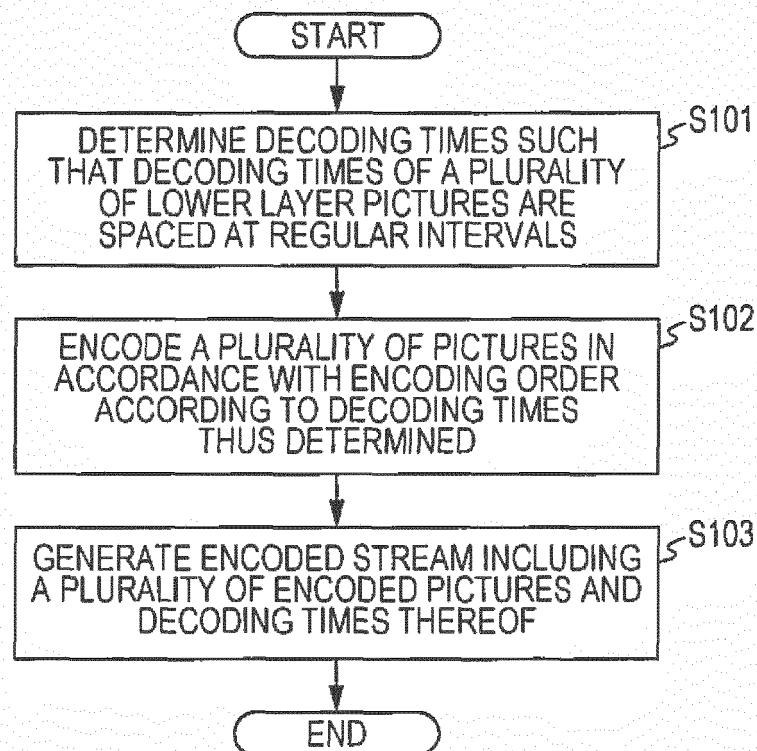 START
S101
DETERMINE DECODING TIMES SUCH
THAT DECODING TIMES OF A PLURALITY
OF LOWER LAYER PICTURES ARE
SPACED AT REGULAR INTERVALS
S102
ENCODE A PLURALITY OF PICTURES IN
ACCORDANCE WITH ENCODING ORDER
ACCORDING TO DECODING TIMES
THUS DETERMINED
S103
GENERATE ENCODED STREAM INCLUDING
A PLURALITY OF ENCODED PICTURES AND
DECODING TIMES THEREOF
END